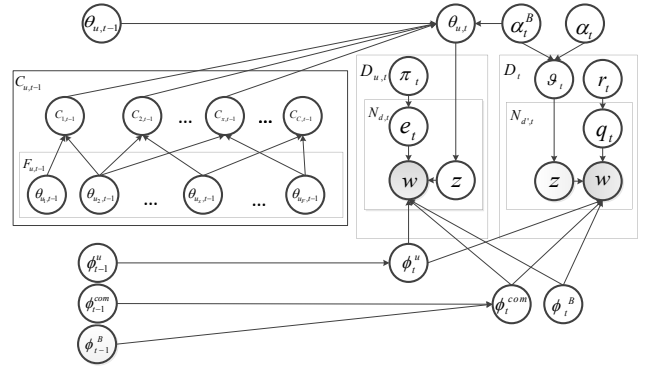 θ_{u,t-1} θ_{u,t} α_t^B α_t
C_{u,t-1} D_{u,t} π_t D_t ϑ_t r_t
C_{1,t-1} C_{2,t-1} ... C_{x,t-1} ... C_{C,t-1} N_{d,t} e_t N_{d',t} q_t
F_{u,t-1}
θ_{u_1,t-1} θ_{u_2,t-1} ... θ_{u_s,t-1} ... θ_{u_F,t-1} w z z w
ϕ_{t-1}^u ϕ_t^u
ϕ_{t-1}^{com} ϕ_t^{com} ϕ_t^B
ϕ_{t-1}^B